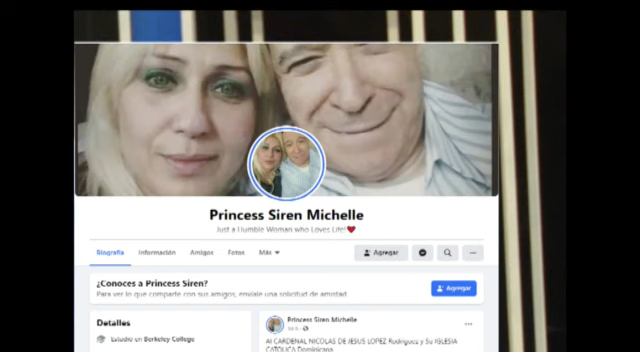 Princess Siren Michelle
Just a Humble Woman who Loves Life!
Biografía Información Amigos Fotos Más Agregar
¿Conoces a Princess Siren?
Para ver lo que comparte con sus amigos, envíale una solicitud de amistad.
Agregar
Detalles
Estudió en Berkeley College
Princess Siren Michelle
Al CARDENAL NICOLAS DE JESUS LOPEZ Rodriguez y Su IGLESIA
CATOLICA Dominicana